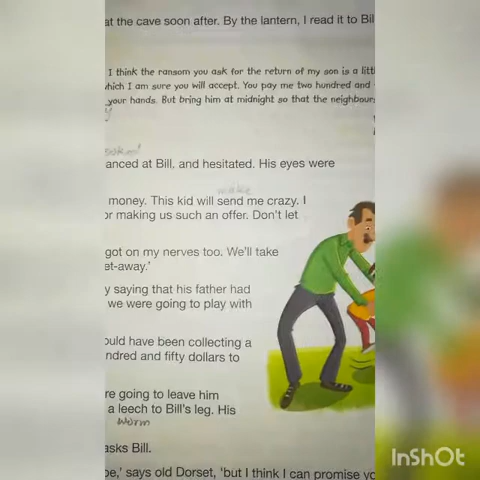 at the cave soon after. By the lantern, I read it to Bil
I think the ransom you ask for the return of my son is a litt
which I am sure you will accept. You pay me two hundred and
your hands. But bring him at midnight so that the neighbour
anced at Bill, and hesitated. His eyes were
make
money. This kid will send me crazy. I
or making us such an offer. Don't let
got on my nerves too. We'll take
et-away.'
y saying that his father had
we were going to play with
ould have been collecting a
ndred and fifty dollars to
re going to leave him
a leech to Bill's leg. His
worm
asks Bill.
be,' says old Dorset, 'but I think I can promise yo
InShOt